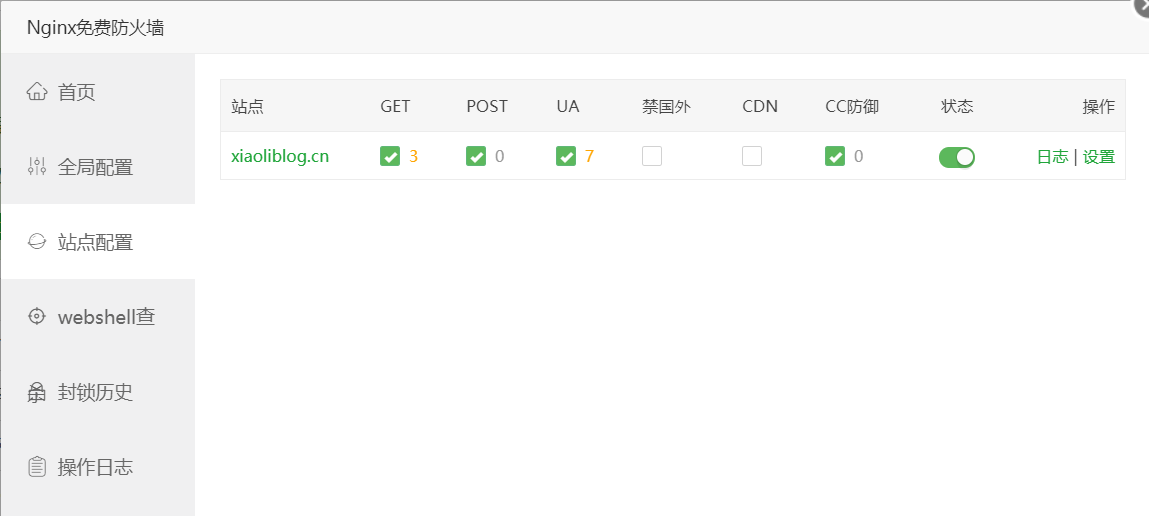 Nginx免费防火墙
首页
全局配置
站点配置
webshell查杀
封锁历史
操作日志
站点 GET POST UA 禁国外 CDN CC防御 状态 操作
xiaoliblog.cn 3 0 7 0 日志 | 设置